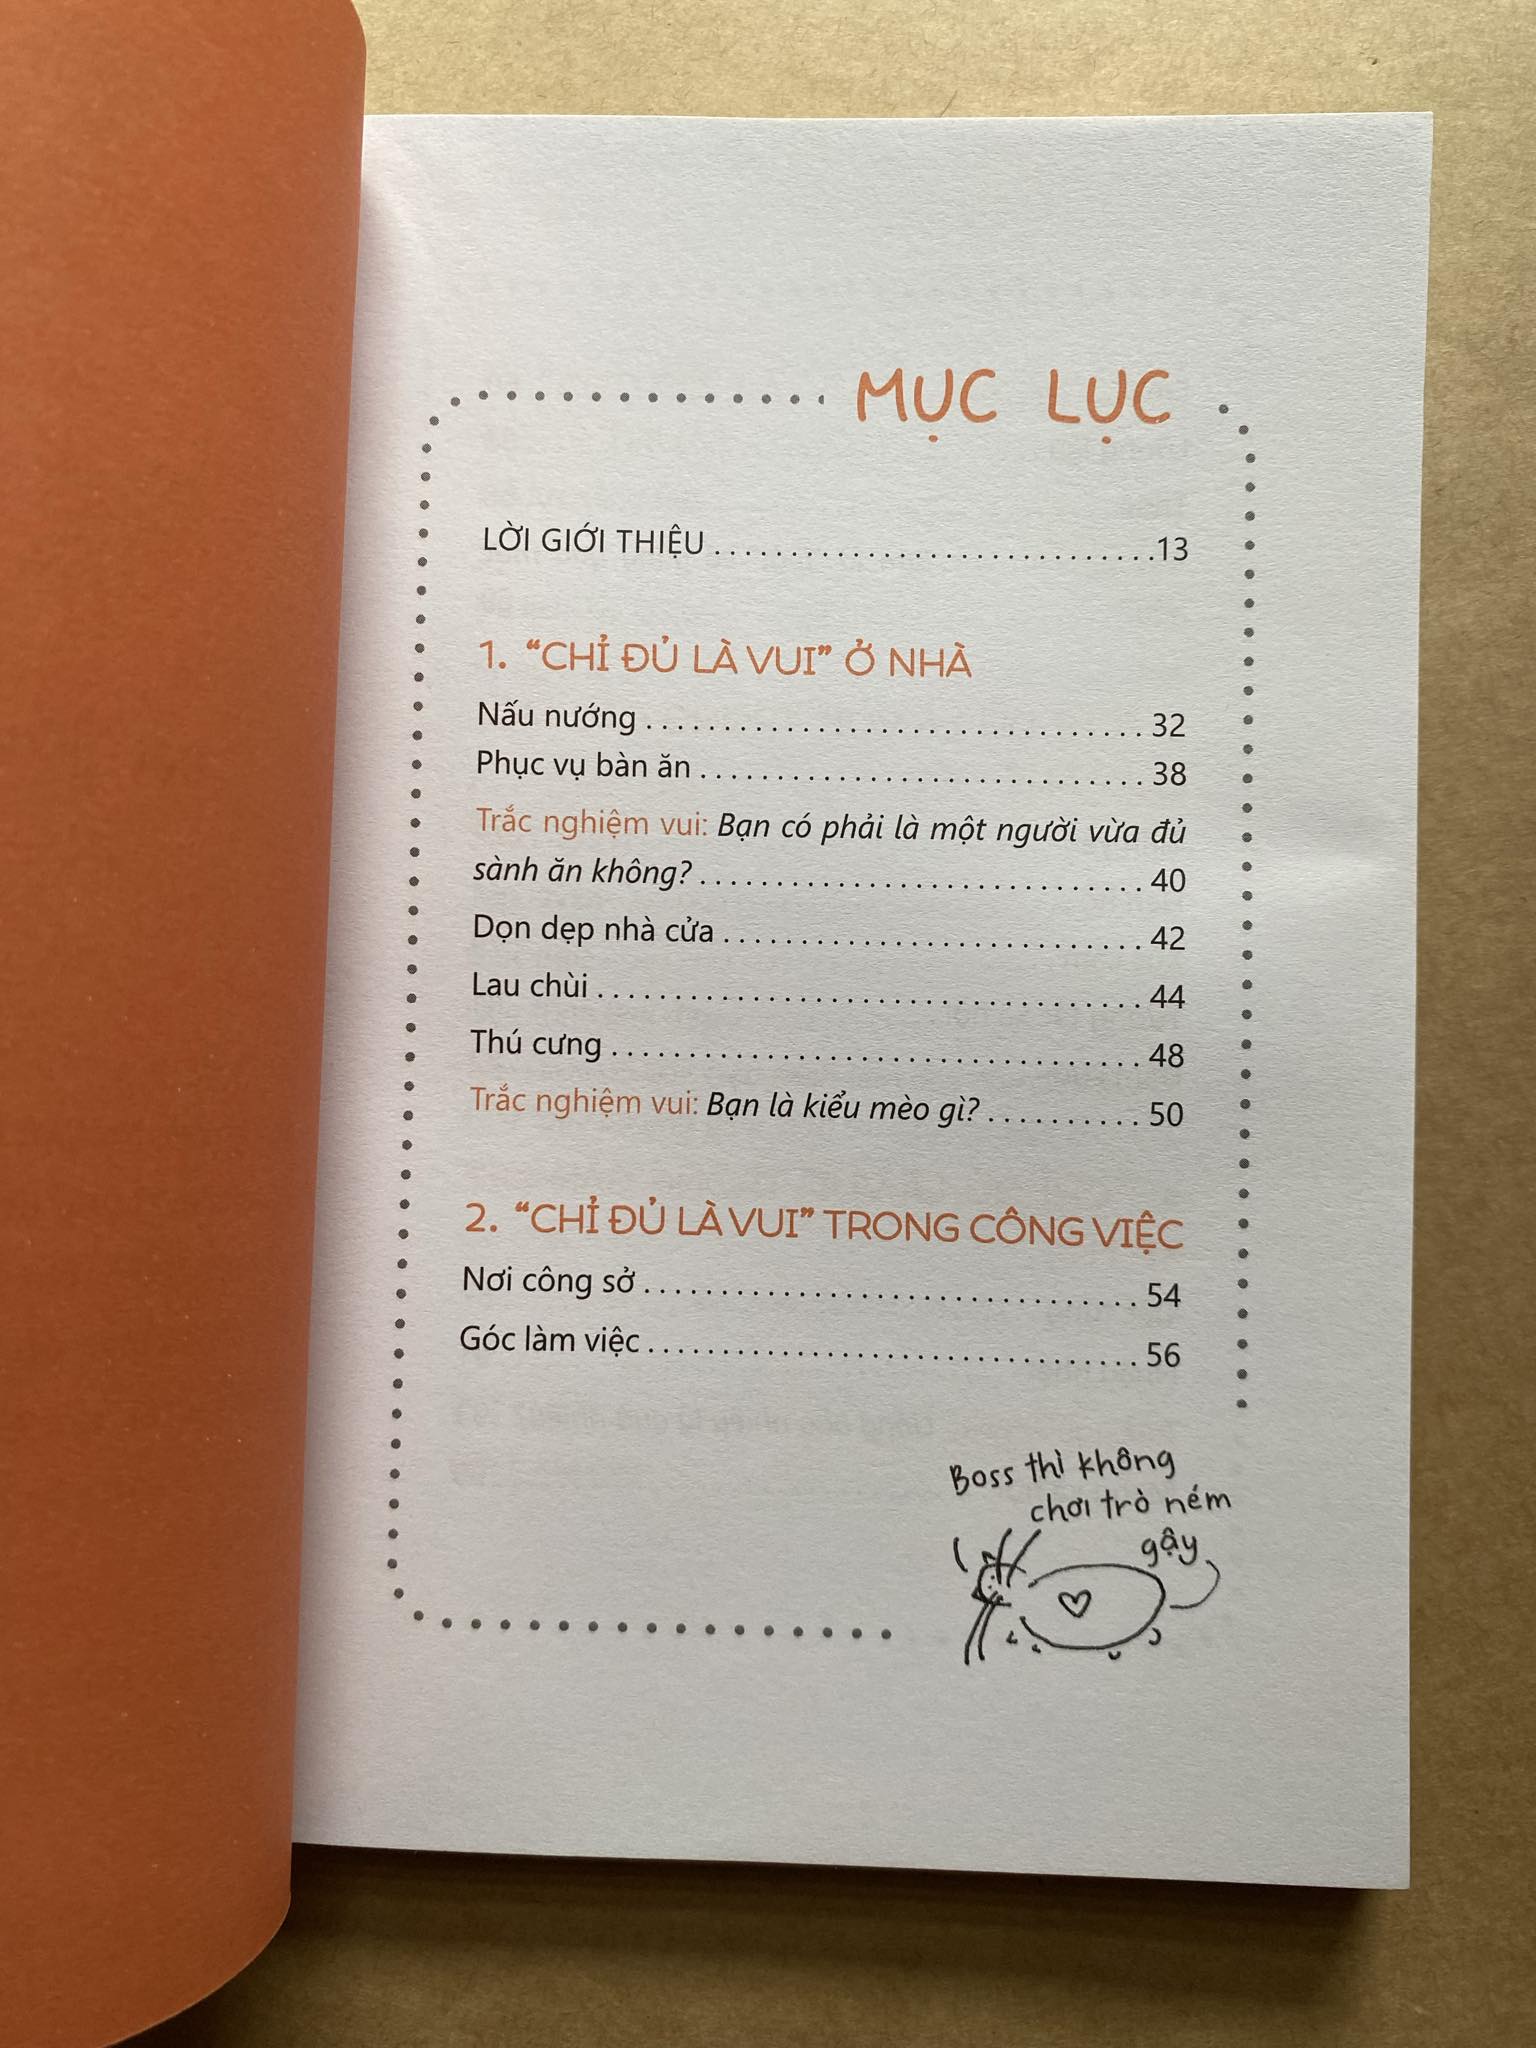 MỤC LỤC
LỜI GIỚI THIỆU..............................13
1. “CHỈ ĐỦ LÀ VUI” Ở NHÀ
Nấu nướng.................................32
Phục vụ bàn ăn.............................38
Trắc nghiệm vui: Bạn có phải là một người vừa đủ
sành ăn không?.............................40
Dọn dẹp nhà cửa............................42
Lau chùi....................................44
Thú cưng...................................48
Trắc nghiệm vui: Bạn là kiểu mèo gì?..........50
2. “CHỈ ĐỦ LÀ VUI” TRONG CÔNG VIỆC
Nơi công sở.................................54
Góc làm việc................................56
Boss thì không
chơi trò ném
gậy